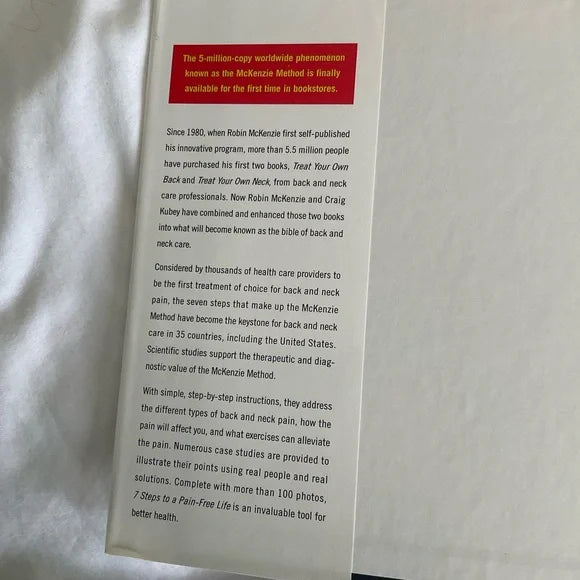 The 5-million-copy worldwide phenomenon
known as the McKenzie Method is finally
available for the first time in bookstores.
Since 1980, when Robin McKenzie first self-published
his innovative program, more than 5.5 million people
have purchased his first two books, Treat Your Own
Back and Treat Your Own Neck, from back and neck
care professionals. Now Robin McKenzie and Craig
Kubey have combined and enhanced those two books
into what will become known as the bible of back and
neck care.
Considered by thousands of health care providers to
be the first treatment of choice for back and neck
pain, the seven steps that make up the McKenzie
Method have become the keystone for back and neck
care in 35 countries, including the United States.
Scientific studies support the therapeutic and diag-
nostic value of the McKenzie Method.
With simple, step-by-step instructions, they address
the different types of back and neck pain, how the
pain will affect you, and what exercises can alleviate
the pain. Numerous case studies are provided to
illustrate their points using real people and real
solutions. Complete with more than 100 photos,
7 Steps to a Pain-Free Life is an invaluable tool for
better health.